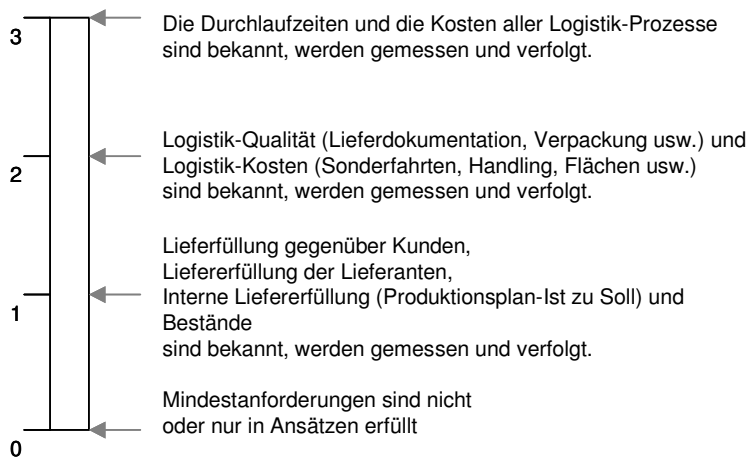 3
Die Durchlaufzeiten und die Kosten aller Logistik-Prozesse
sind bekannt, werden gemessen und verfolgt.
2
Logistik-Qualität (Lieferdokumentation, Verpackung usw.) und
Logistik-Kosten (Sonderfahrten, Handling, Flächen usw.)
sind bekannt, werden gemessen und verfolgt.
1
Lieferfüllung gegenüber Kunden,
Liefererfüllung der Lieferanten,
Interne Liefererfüllung (Produktionsplan-Ist zu Soll) und
Bestände
sind bekannt, werden gemessen und verfolgt.
0
Mindestanforderungen sind nicht
oder nur in Ansätzen erfüllt